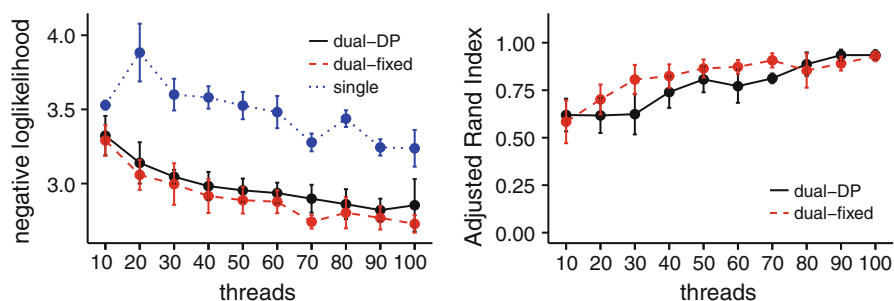 negative loglikelihood
4.0
3.5
3.0
dual−DP
dual−fixed
single
10 20 30 40 50 60 70 80 90 100
threads
Adjusted Rand Index
1.00
0.75
0.50
0.25
0.00
dual−DP
dual−fixed
10 20 30 40 50 60 70 80 90 100
threads